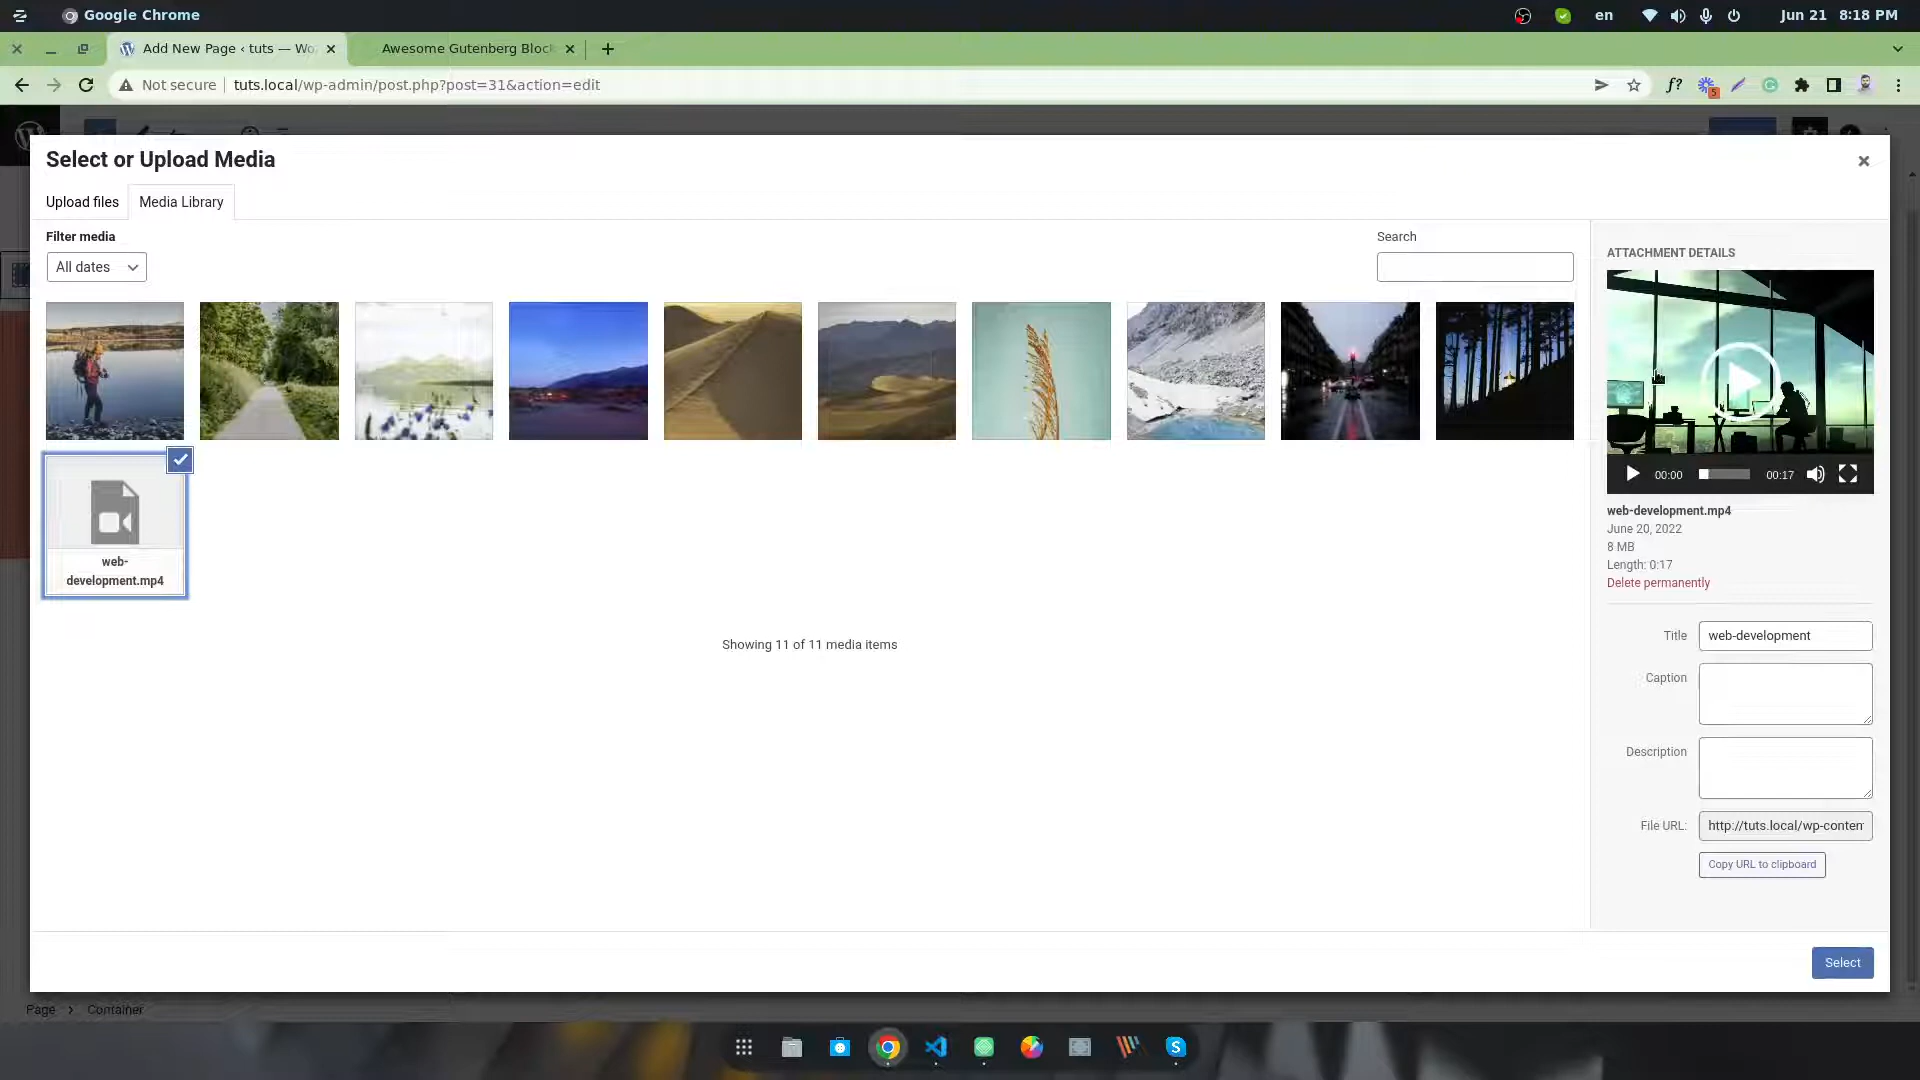 Google Chrome
en
Jun 21 8:18 PM
Add New Page ‹ tuts — Wo
Awesome Gutenberg Block
Not secure
tuts.local/wp-admin/post.php?post=31&action=edit
f?
5
Select or Upload Media
Upload files
Media Library
Filter media
All dates
Search
web-
development.mp4
Showing 11 of 11 media items
ATTACHMENT DETAILS
00:00
00:17
web-development.mp4
June 20, 2022
8 MB
Length: 0:17
Delete permanently
Title
web-development
Caption
Description
File URL:
http://tuts.local/wp-conten
Copy URL to clipboard
Select
Page
Container